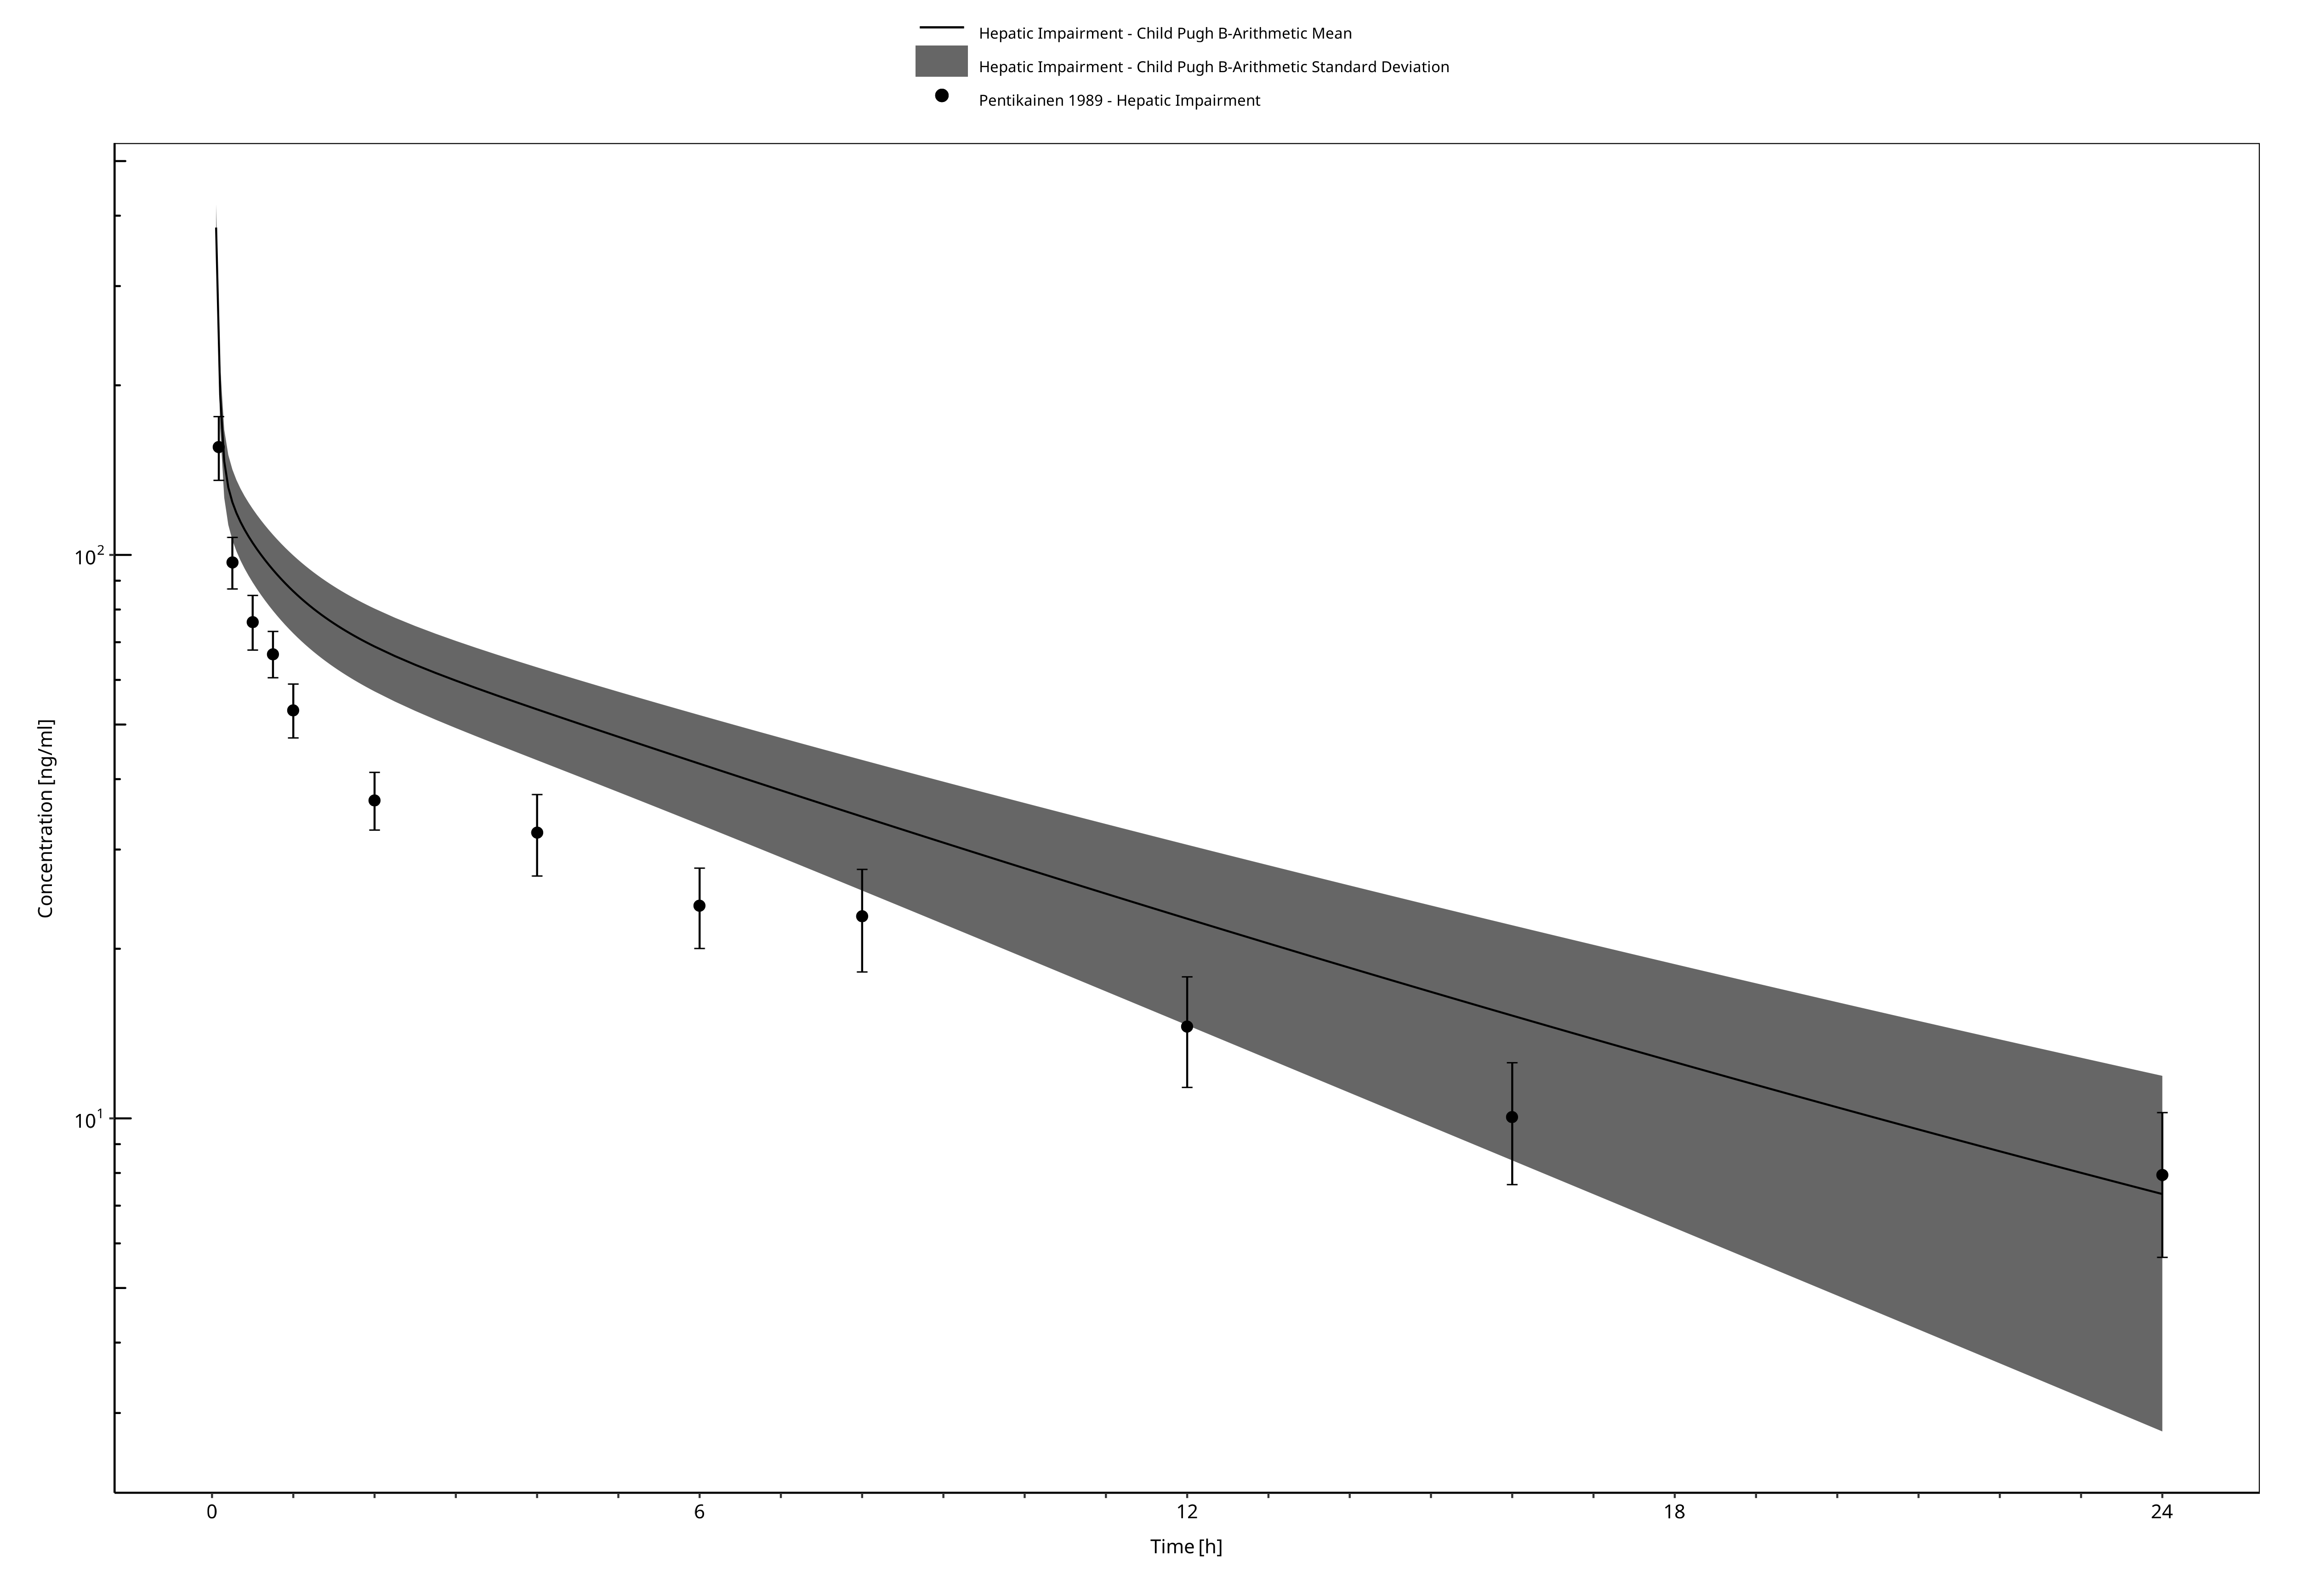 Hepatic Impairment - Child Pugh B-Arithmetic Mean
Hepatic Impairment - Child Pugh B-Arithmetic Standard Deviation
Pentikainen 1989 - Hepatic Impairment
Concentration [ng/ml]
10²
10¹
0 6 12 18 24
Time [h]